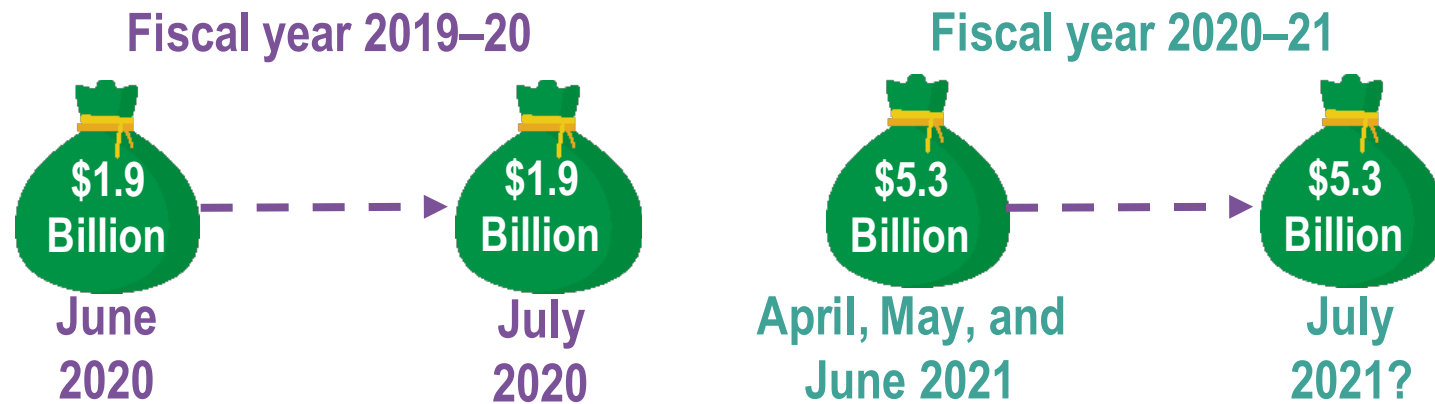 Fiscal year 2019–20
$1.9
Billion
June
2020
$1.9
Billion
July
2020
Fiscal year 2020–21
$5.3
Billion
April, May, and
June 2021
$5.3
Billion
July
2021?